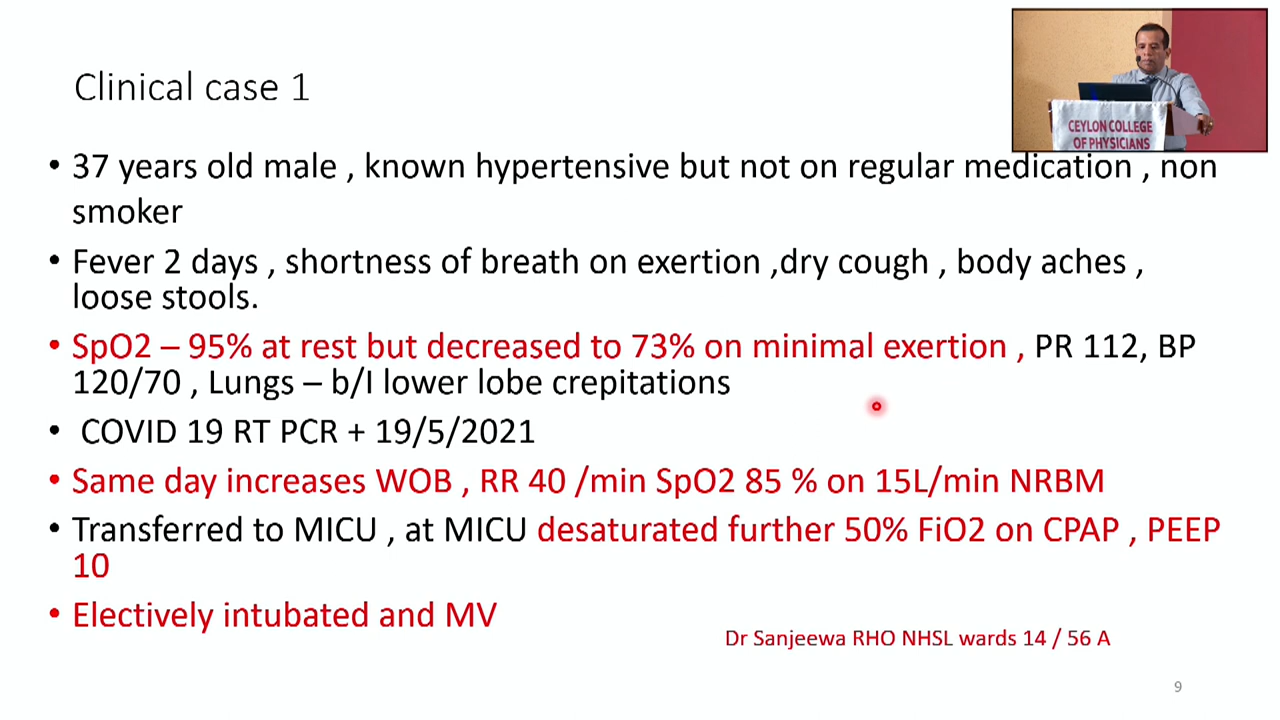 Clinical case 1
CEYLON COLLEGE
OF PHYSICIANS
• 37 years old male , known hypertensive but not on regular medication , non
smoker
• Fever 2 days , shortness of breath on exertion ,dry cough , body aches ,
loose stools.
• SpO2 – 95% at rest but decreased to 73% on minimal exertion , PR 112, BP
120/70 , Lungs – b/l lower lobe crepitations
• COVID 19 RT PCR + 19/5/2021
• Same day increases WOB , RR 40 /min SpO2 85 % on 15L/min NRBM
• Transferred to MICU , at MICU desaturated further 50% FiO2 on CPAP , PEEP
10
• Electively intubated and MV
Dr Sanjeewa RHO NHSL wards 14 / 56 A
9